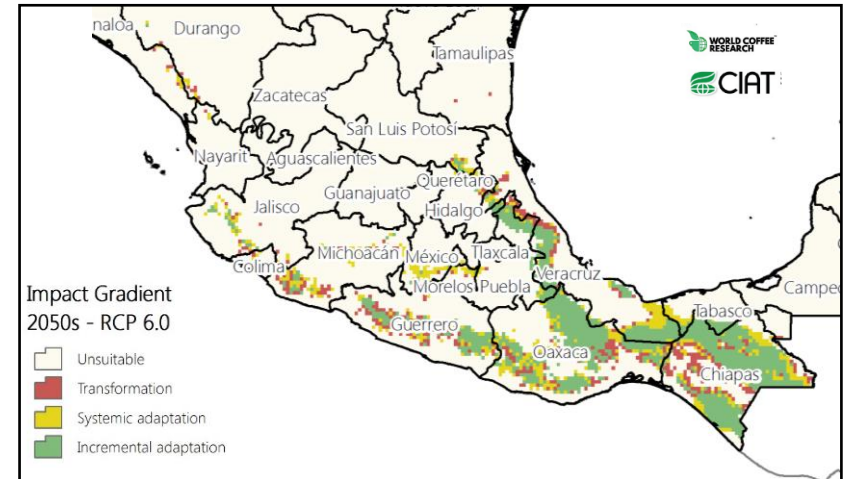 naloa
Durango
Tamaulipas
Zacatecas
San Luis Potosí
Nayarit
Aguascalientes
Querétaro
Guanajuato
Jalisco
Hidalgo
Michoacán
México
Tlaxcala
Colima
Veracruz
Morelos
Puebla
Campec
Tabasco
Guerrero
Oaxaca
Chiapas
WORLD COFFEE
RESEARCH
CIAT
Impact Gradient
2050s - RCP 6.0
Unsuitable
Transformation
Systemic adaptation
Incremental adaptation